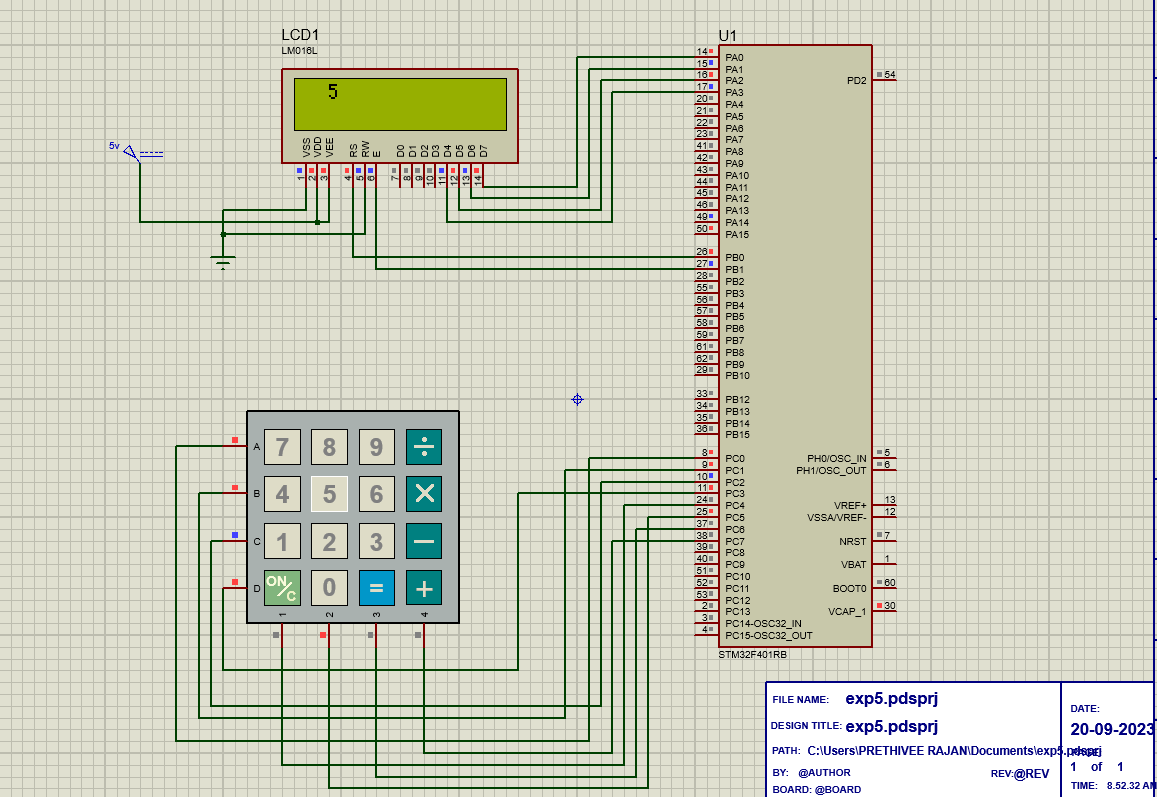 LCD1
LM016L
5
VSS VDD VEE RS RW E D0 D1 D2 D3 D4 D5 D6 D7
1 2 3 4 5 6 7 8 9 10 11 12 13 14
5v
U1
14 PA0
15 PA1
16 PA2
17 PA3
20 PA4
21 PA5
22 PA6
23 PA7
41 PA8
42 PA9
43 PA10
44 PA11
45 PA12
46 PA13
49 PA14
50 PA15
26 PB0
27 PB1
28 PB2
55 PB3
56 PB4
57 PB5
58 PB6
59 PB7
61 PB8
62 PB9
29 PB10
33 PB12
34 PB13
35 PB14
36 PB15
8 PC0
9 PC1
10 PC2
11 PC3
24 PC4
25 PC5
37 PC6
38 PC7
39 PC8
40 PC9
51 PC10
52 PC11
53 PC12
2 PC13
3 PC14-OSC32_IN
4 PC15-OSC32_OUT
PD2 54
PH0/OSC_IN 5
PH1/OSC_OUT 6
VREF+ 13
VSSA/VREF- 12
NRST 7
VBAT 1
BOOT0 60
VCAP_1 30
STM32F401RB
A 7 8 9 ÷
B 4 5 6 ×
C 1 2 3 −
D ON/C 0 = +
1 2 3 4
FILE NAME: exp5.pdsprj
DESIGN TITLE: exp5.pdsprj
PATH: C:\Users\PRETHIVEE RAJAN\Documents\exp5.pdsprj
BY: @AUTHOR REV:@REV
BOARD: @BOARD
DATE:
20-09-2023
PAGE:
1 of 1
TIME: 8.52.32 AM